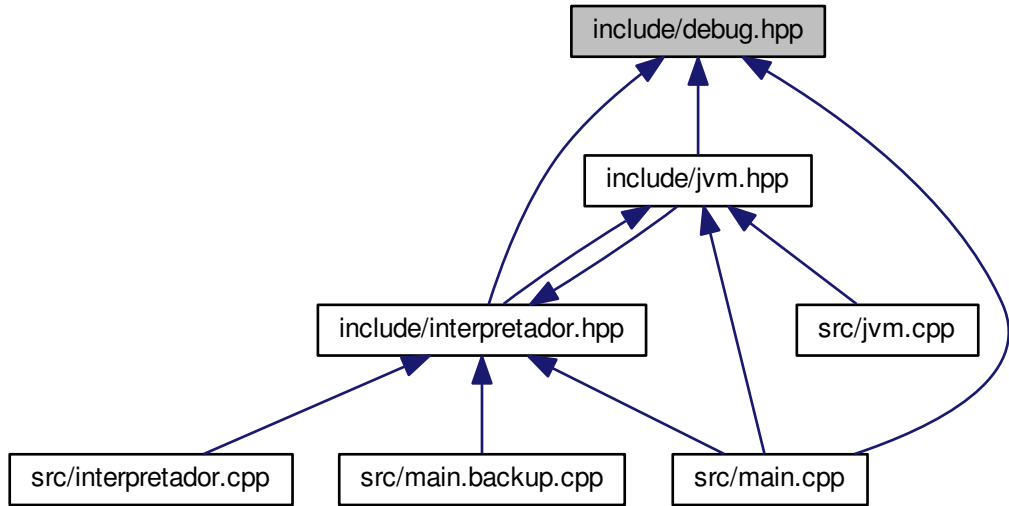 include/debug.hpp
include/jvm.hpp
include/interpretador.hpp
src/jvm.cpp
src/interpretador.cpp
src/main.backup.cpp
src/main.cpp